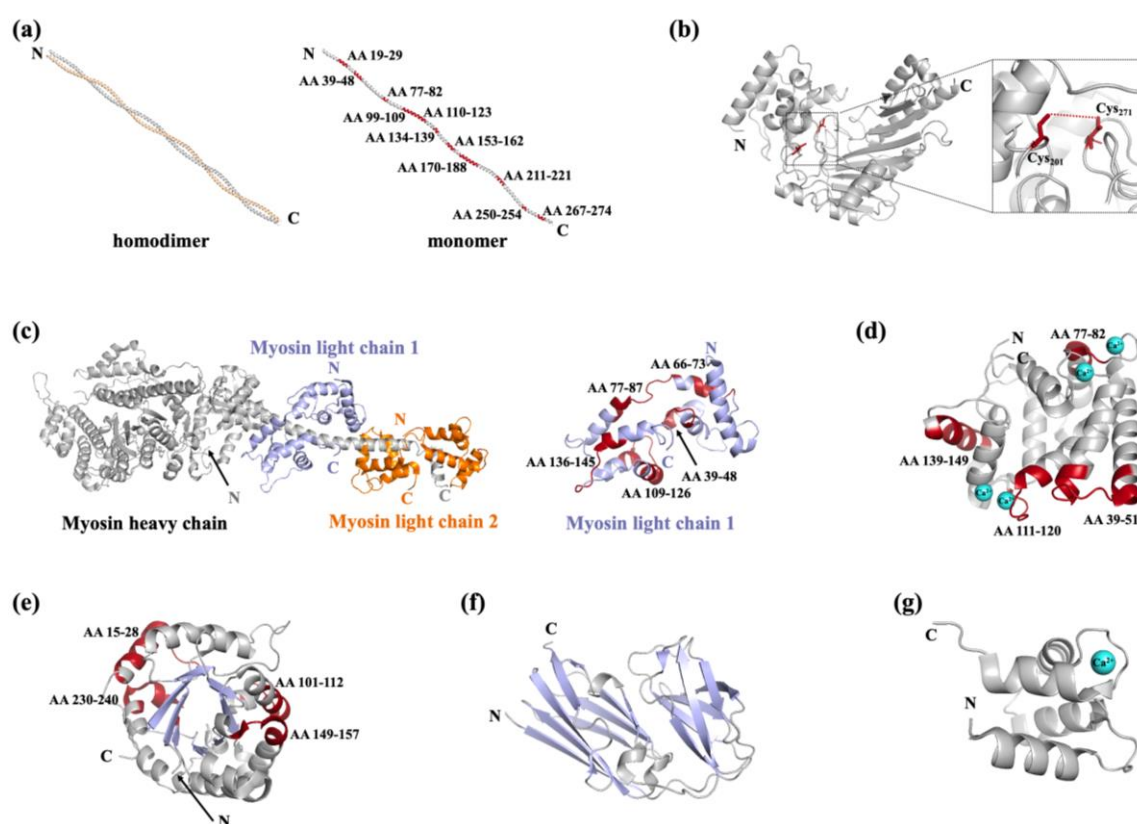 (a)
N
C
homodimer
N
AA 19-29
AA 39-48
AA 77-82
AA 99-109
AA 110-123
AA 134-139
AA 153-162
AA 170-188
AA 211-221
AA 250-254
AA 267-274
C
monomer
(b)
N
C
Cys201
Cys271
(c)
Myosin light chain 1
N
C
N
C
C
N
Myosin heavy chain
Myosin light chain 2
N
AA 66-73
AA 77-87
C
AA 136-145
AA 39-48
AA 109-126
Myosin light chain 1
(d)
N
C
AA 77-82
Ca2+
Ca2+
AA 139-149
Ca2+
Ca2+
AA 111-120
AA 39-51
(e)
AA 15-28
AA 101-112
AA 230-240
AA 149-157
C
N
(f)
C
N
(g)
C
Ca2+
N